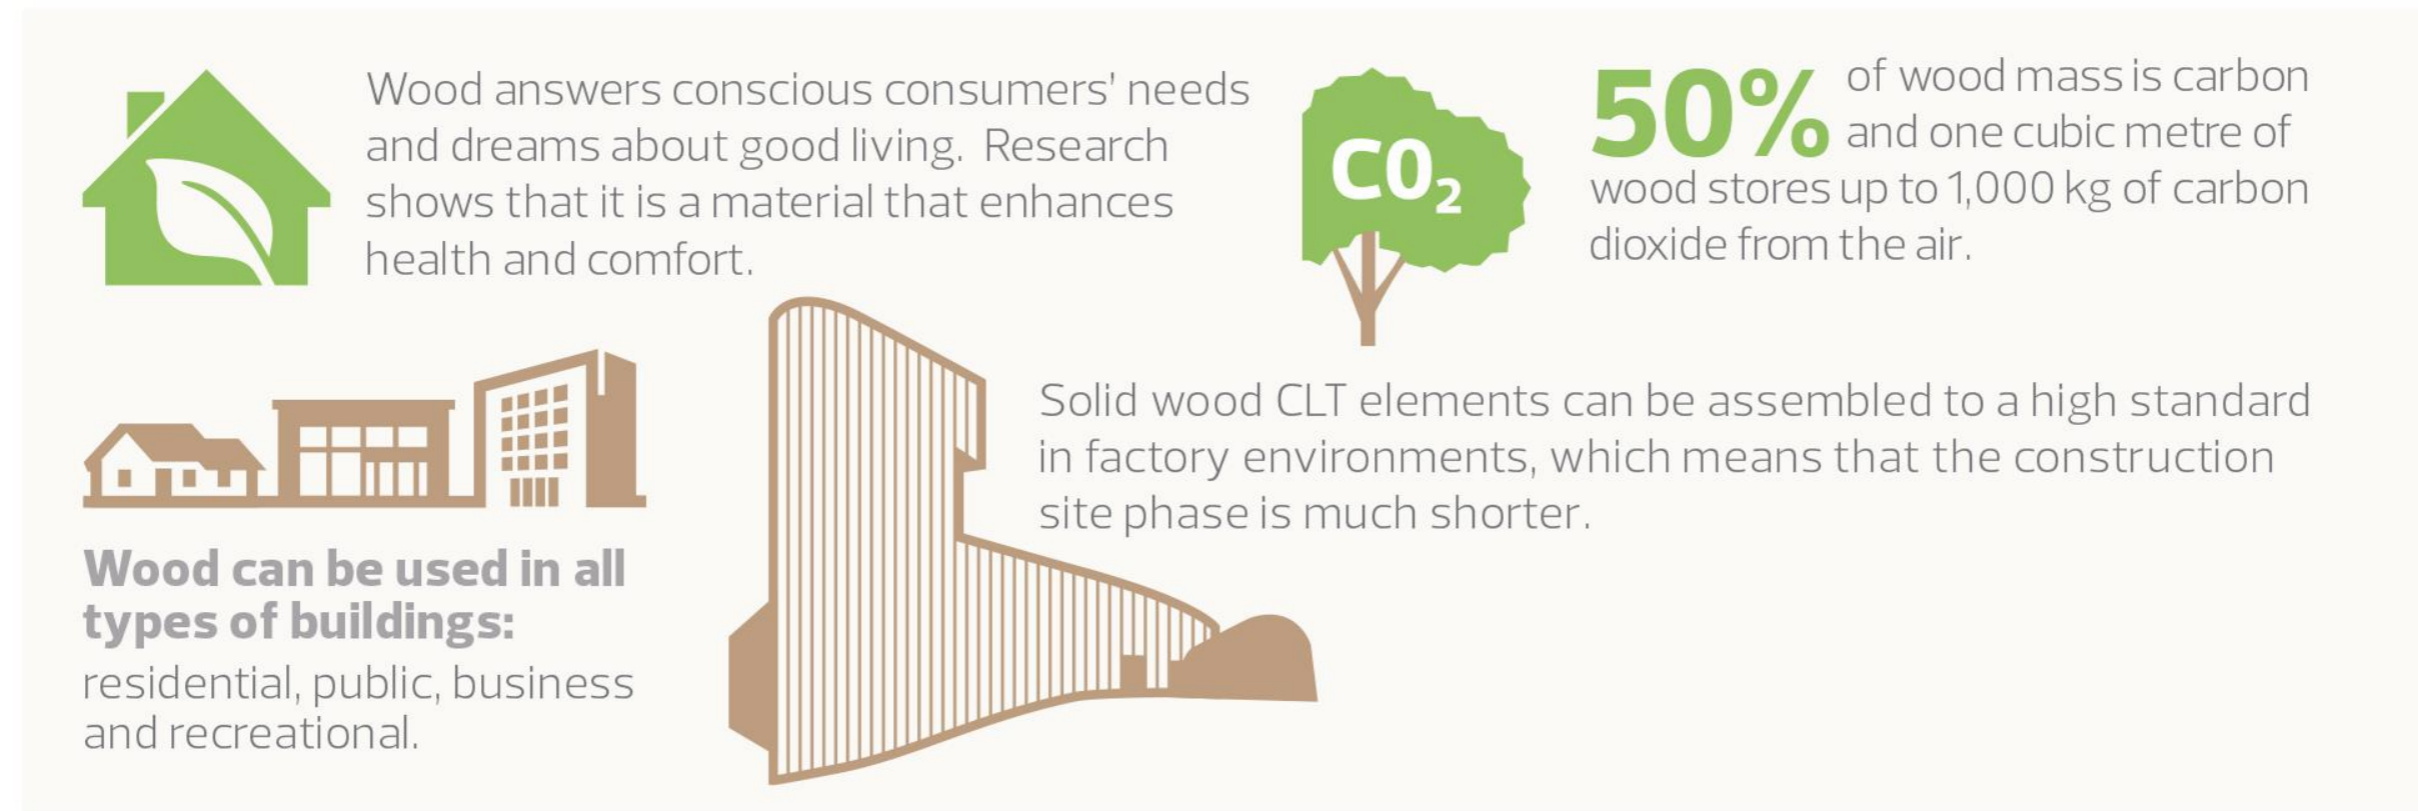 Wood answers conscious consumers' needs
and dreams about good living. Research
shows that it is a material that enhances
health and comfort.
CO₂
50% of wood mass is carbon
and one cubic metre of
wood stores up to 1,000 kg of carbon
dioxide from the air.
Solid wood CLT elements can be assembled to a high standard
in factory environments, which means that the construction
site phase is much shorter.
Wood can be used in all
types of buildings:
residential, public, business
and recreational.